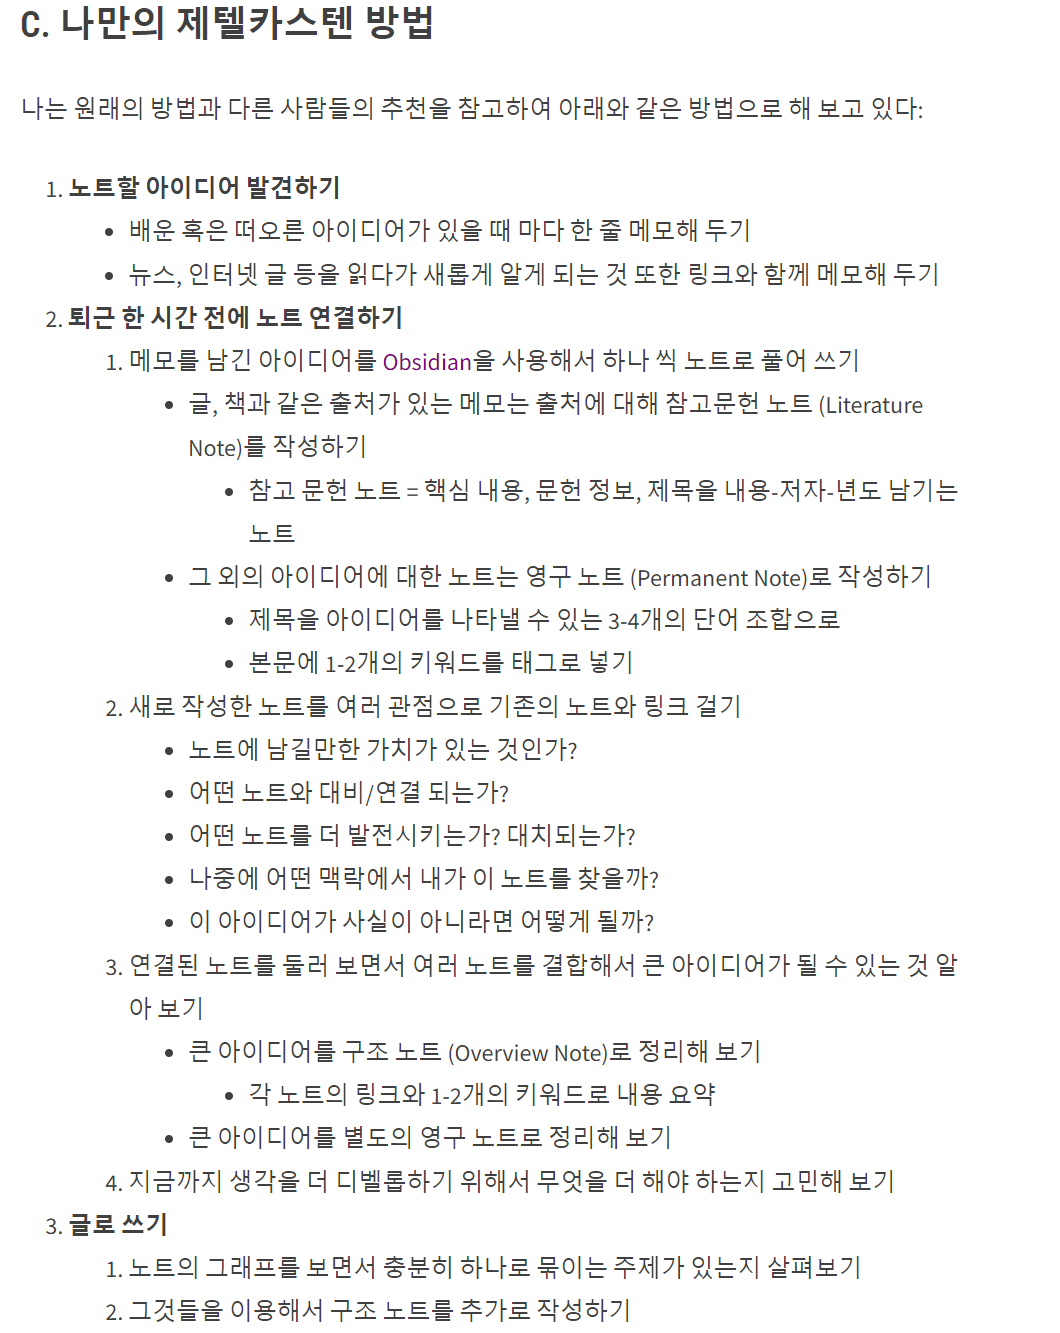 C. 나만의 제텔카스텐 방법
나는 원래의 방법과 다른 사람들의 추천을 참고하여 아래와 같은 방법으로 해 보고 있다:
1. 노트할 아이디어 발견하기
• 배운 혹은 떠오른 아이디어가 있을 때 마다 한 줄 메모해 두기
• 뉴스, 인터넷 글 등을 읽다가 새롭게 알게 되는 것 또한 링크와 함께 메모해 두기
2. 퇴근 한 시간 전에 노트 연결하기
1. 메모를 남긴 아이디어를 Obsidian을 사용해서 하나 씩 노트로 풀어 쓰기
• 글, 책과 같은 출처가 있는 메모는 출처에 대해 참고문헌 노트 (Literature
Note)를 작성하기
• 참고 문헌 노트 = 핵심 내용, 문헌 정보, 제목을 내용-저자-년도 남기는
노트
• 그 외의 아이디어에 대한 노트는 영구 노트 (Permanent Note)로 작성하기
• 제목을 아이디어를 나타낼 수 있는 3-4개의 단어 조합으로
• 본문에 1-2개의 키워드를 태그로 넣기
2. 새로 작성한 노트를 여러 관점으로 기존의 노트와 링크 걸기
• 노트에 남길만한 가치가 있는 것인가?
• 어떤 노트와 대비/연결 되는가?
• 어떤 노트를 더 발전시키는가? 대치되는가?
• 나중에 어떤 맥락에서 내가 이 노트를 찾을까?
• 이 아이디어가 사실이 아니라면 어떻게 될까?
3. 연결된 노트를 둘러 보면서 여러 노트를 결합해서 큰 아이디어가 될 수 있는 것 알
아 보기
• 큰 아이디어를 구조 노트 (Overview Note)로 정리해 보기
• 각 노트의 링크와 1-2개의 키워드로 내용 요약
• 큰 아이디어를 별도의 영구 노트로 정리해 보기
4. 지금까지 생각을 더 디벨롭하기 위해서 무엇을 더 해야 하는지 고민해 보기
3. 글로 쓰기
1. 노트의 그래프를 보면서 충분히 하나로 묶이는 주제가 있는지 살펴보기
2. 그것들을 이용해서 구조 노트를 추가로 작성하기